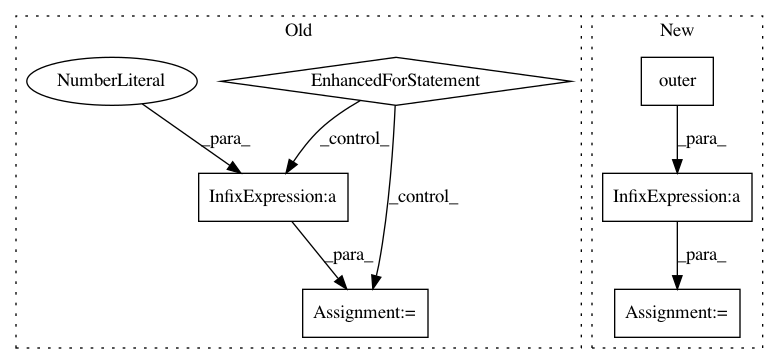 Old
New
NumberLiteral
EnhancedForStatement
outer
_para_
_control_
_para_
InfixExpression:a
_control_
InfixExpression:a
_para_
_para_
Assignment:=
Assignment:=